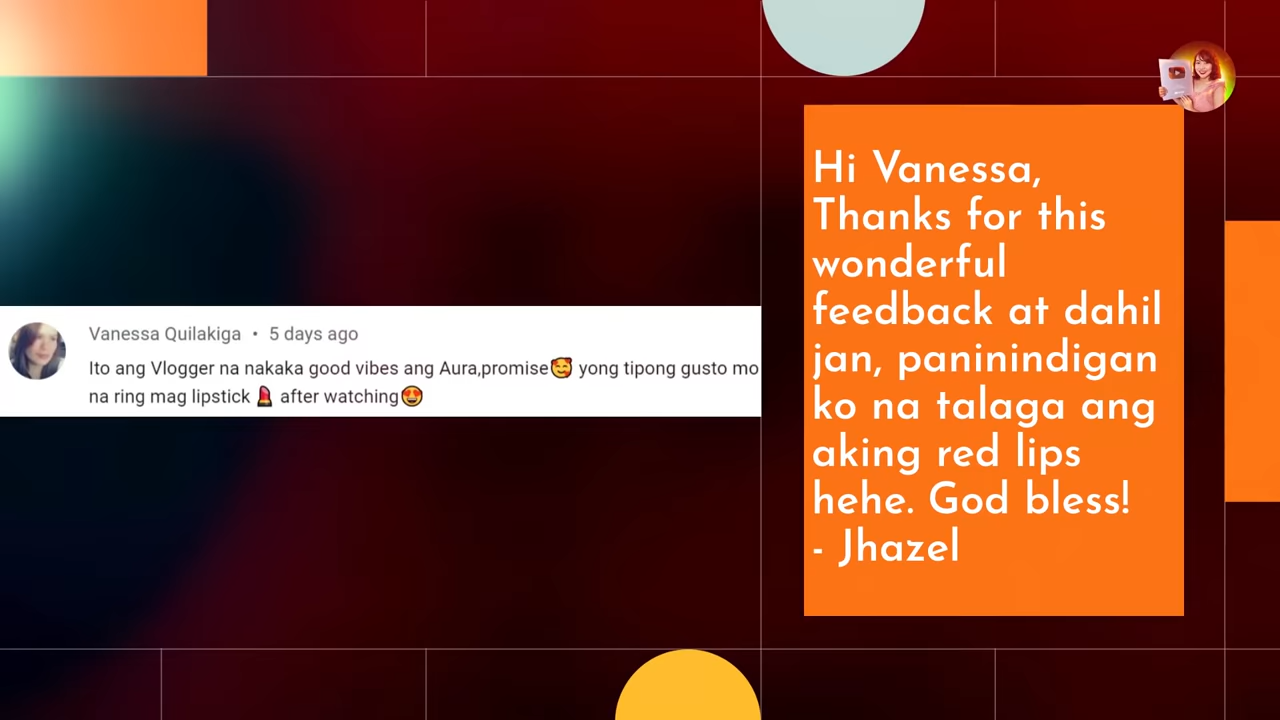 Vanessa Quilakiga • 5 days ago
Ito ang Vlogger na nakaka good vibes ang Aura,promise🥰 yong tipong gusto mo
na ring mag lipstick💄 after watching😍
Hi Vanessa,
Thanks for this
wonderful
feedback at dahil
jan, paninindigan
ko na talaga ang
aking red lips
hehe. God bless!
- Jhazel